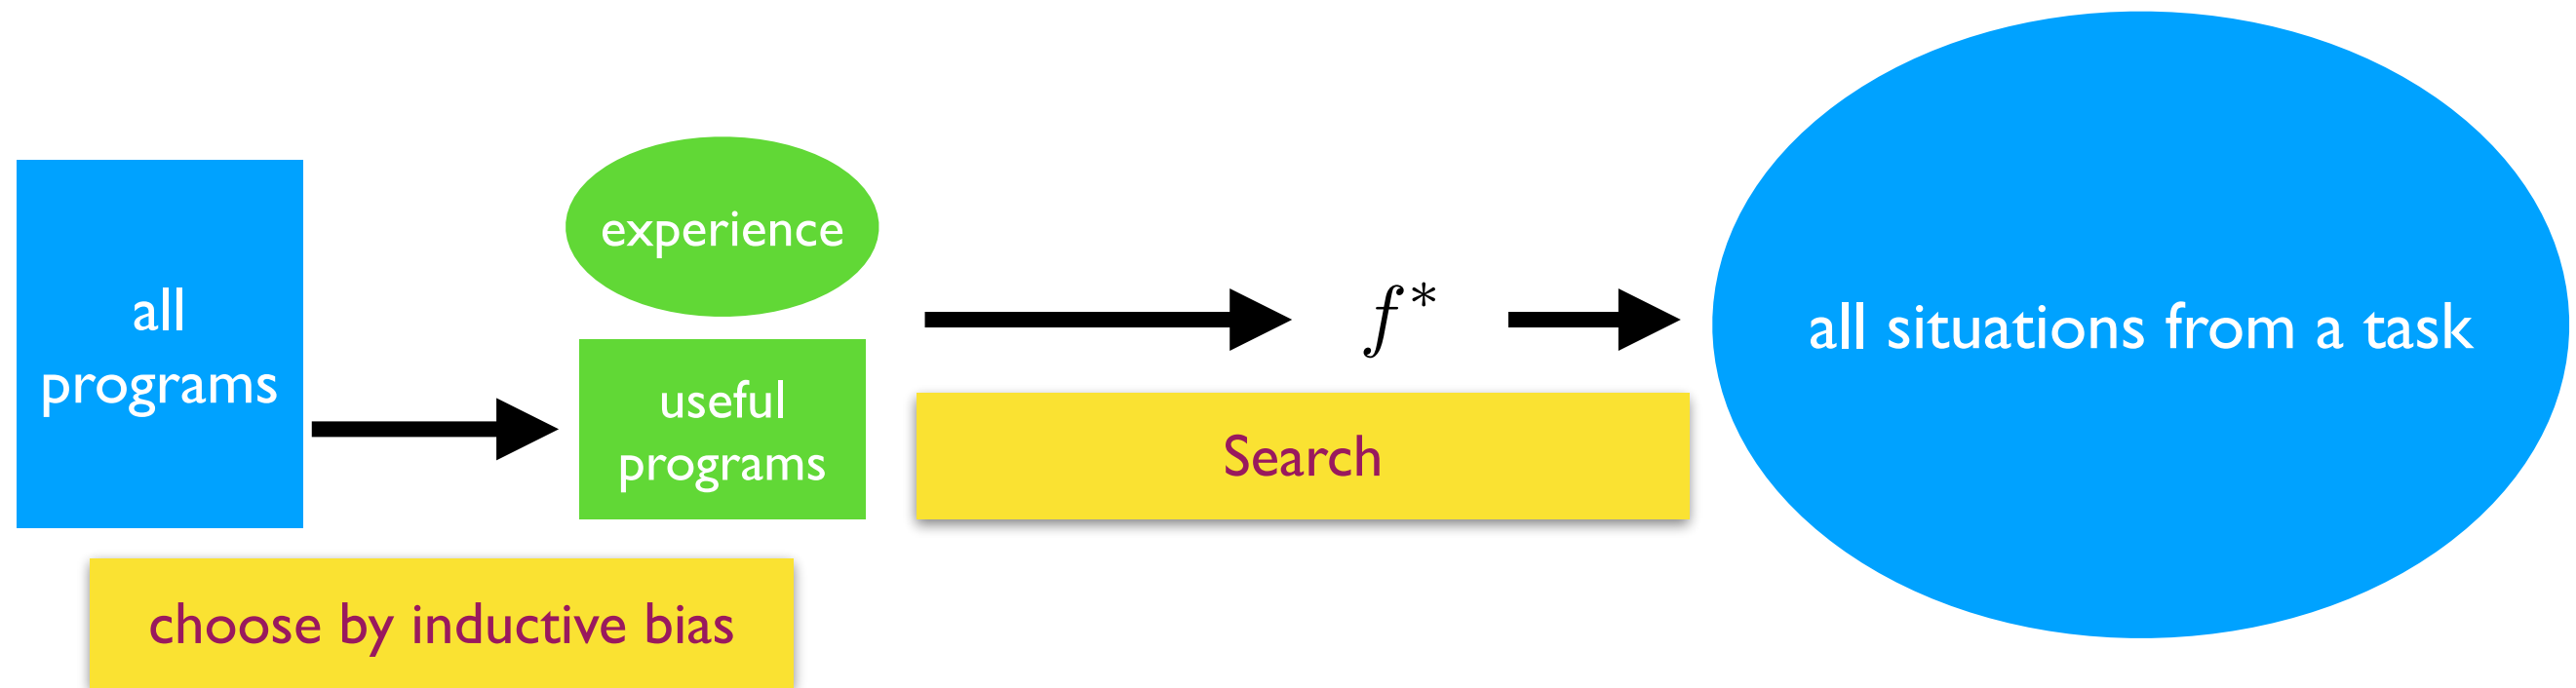 all
programs
experience
useful
programs
f*
Search
all situations from a task
choose by inductive bias